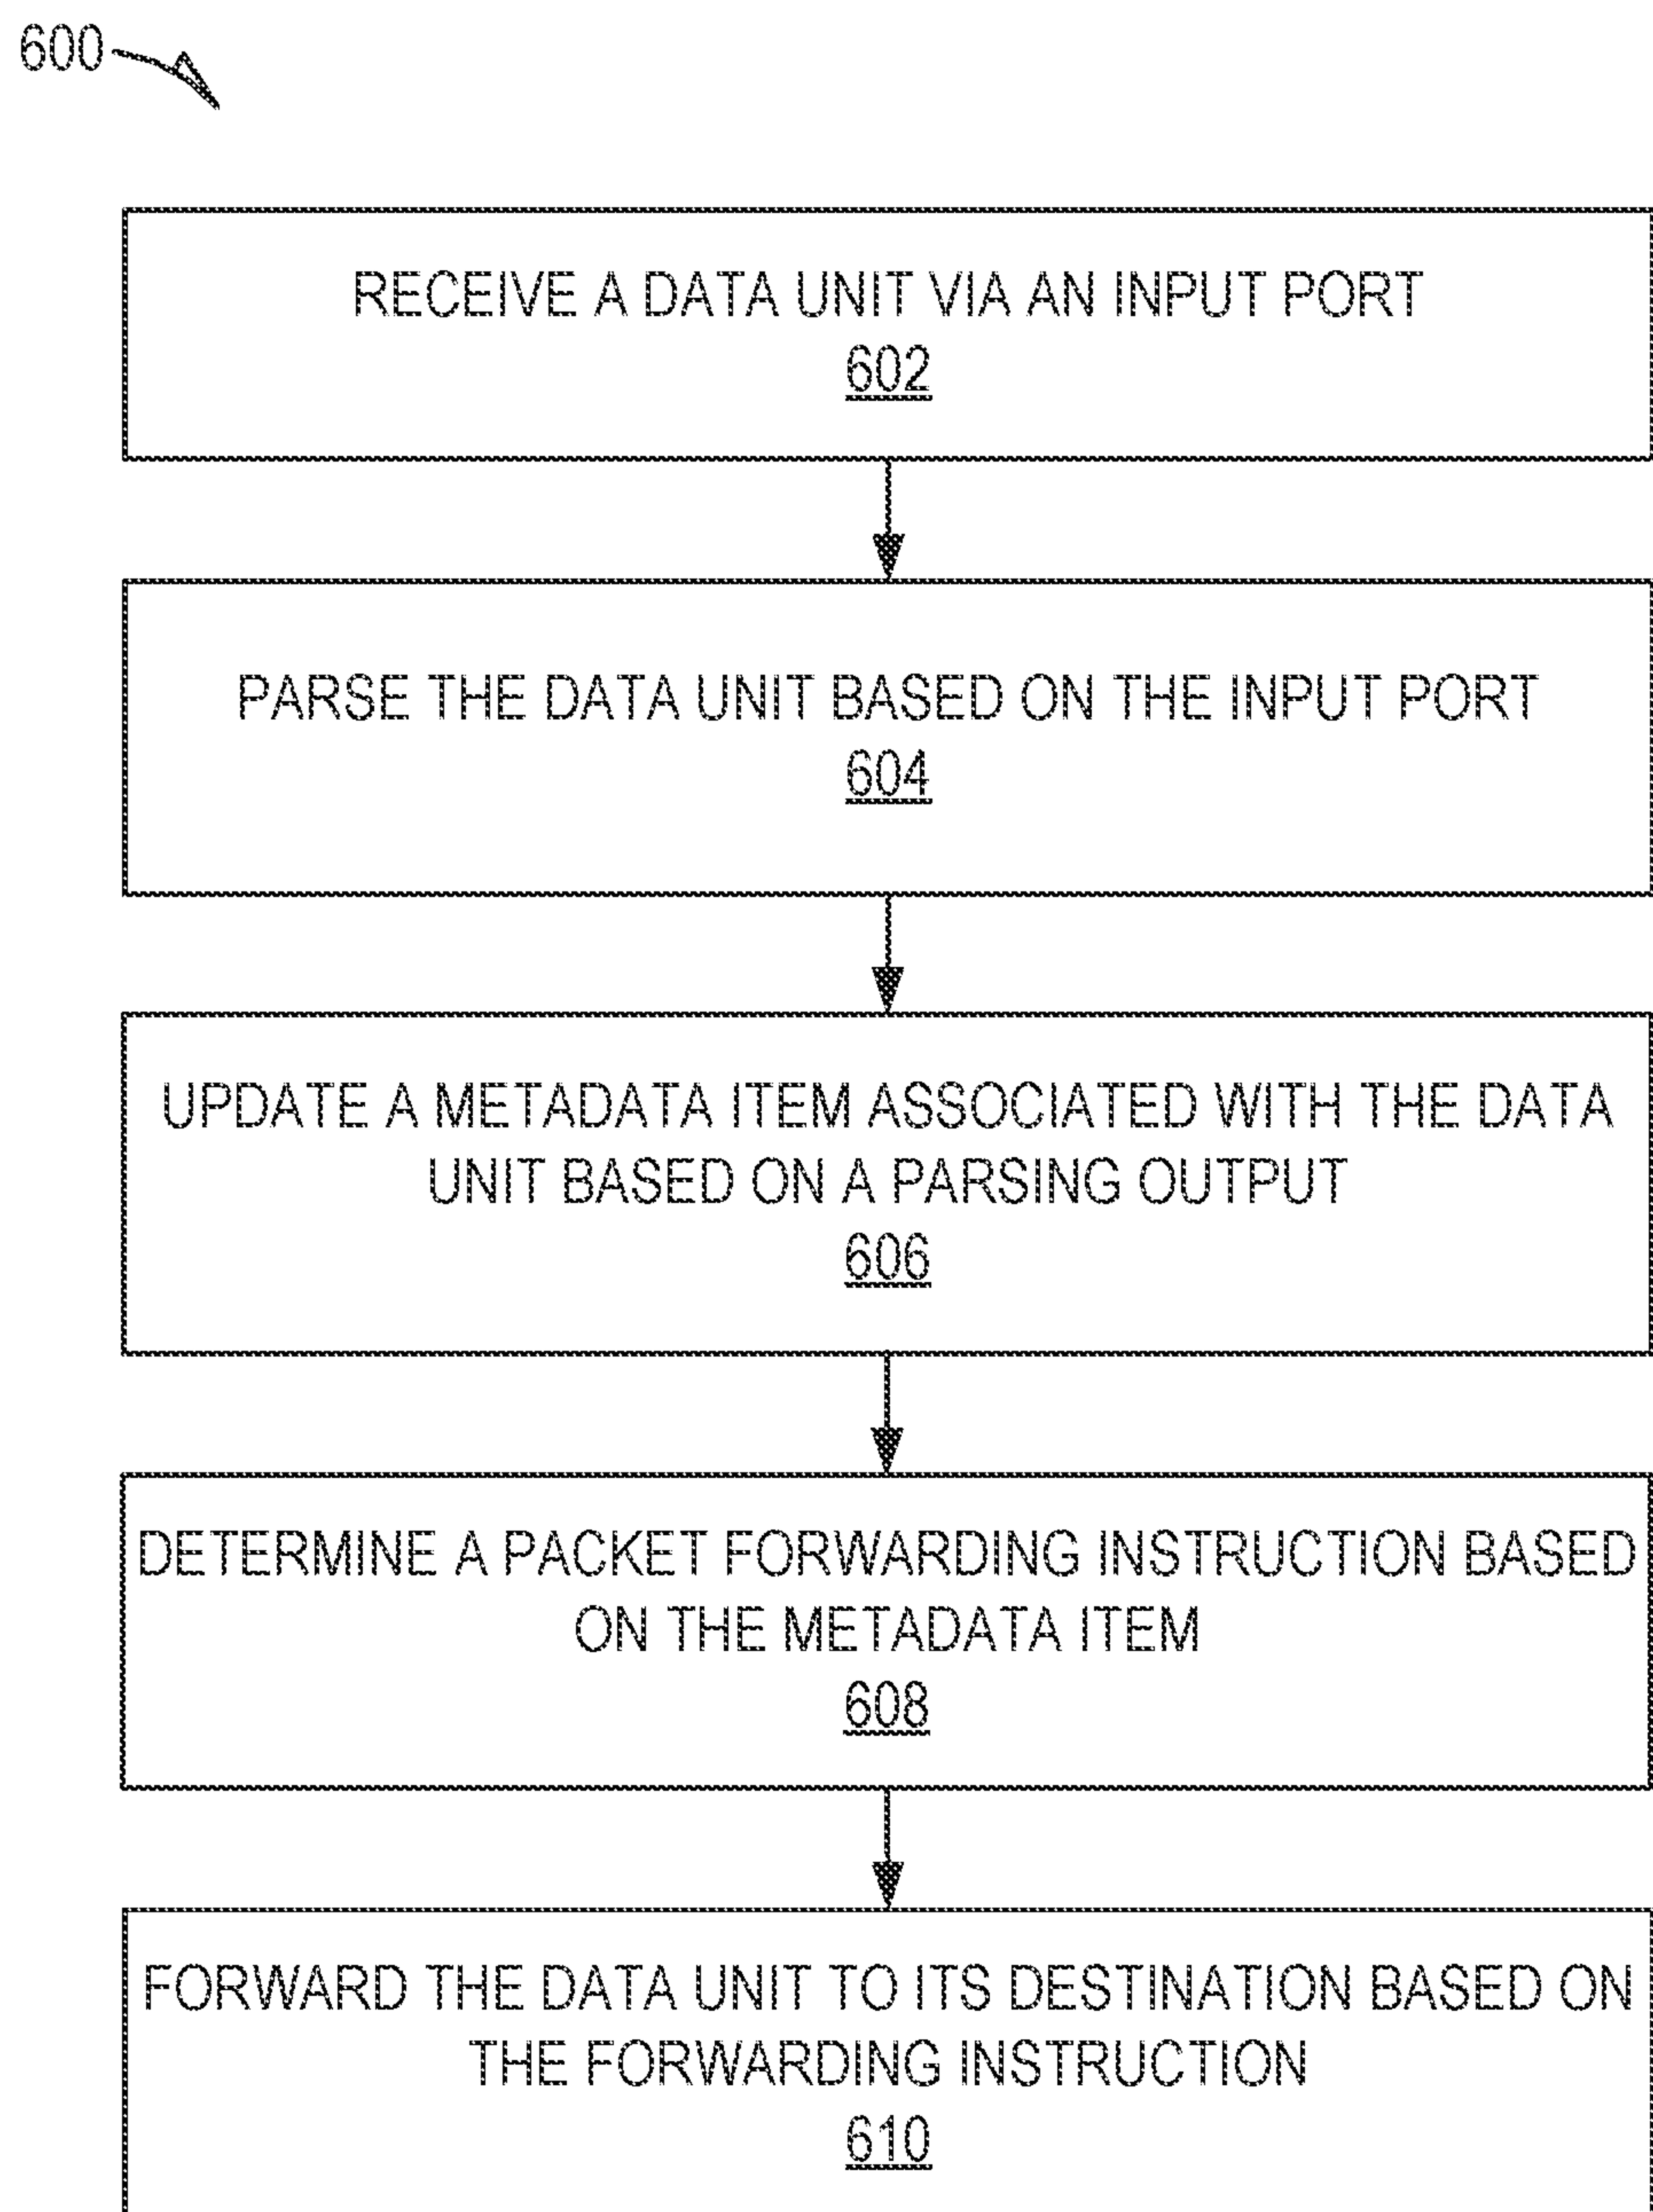 600
RECEIVE A DATA UNIT VIA AN INPUT PORT
602
PARSE THE DATA UNIT BASED ON THE INPUT PORT
604
UPDATE A METADATA ITEM ASSOCIATED WITH THE DATA
UNIT BASED ON A PARSING OUTPUT
606
DETERMINE A PACKET FORWARDING INSTRUCTION BASED
ON THE METADATA ITEM
608
FORWARD THE DATA UNIT TO ITS DESTINATION BASED ON
THE FORWARDING INSTRUCTION
610